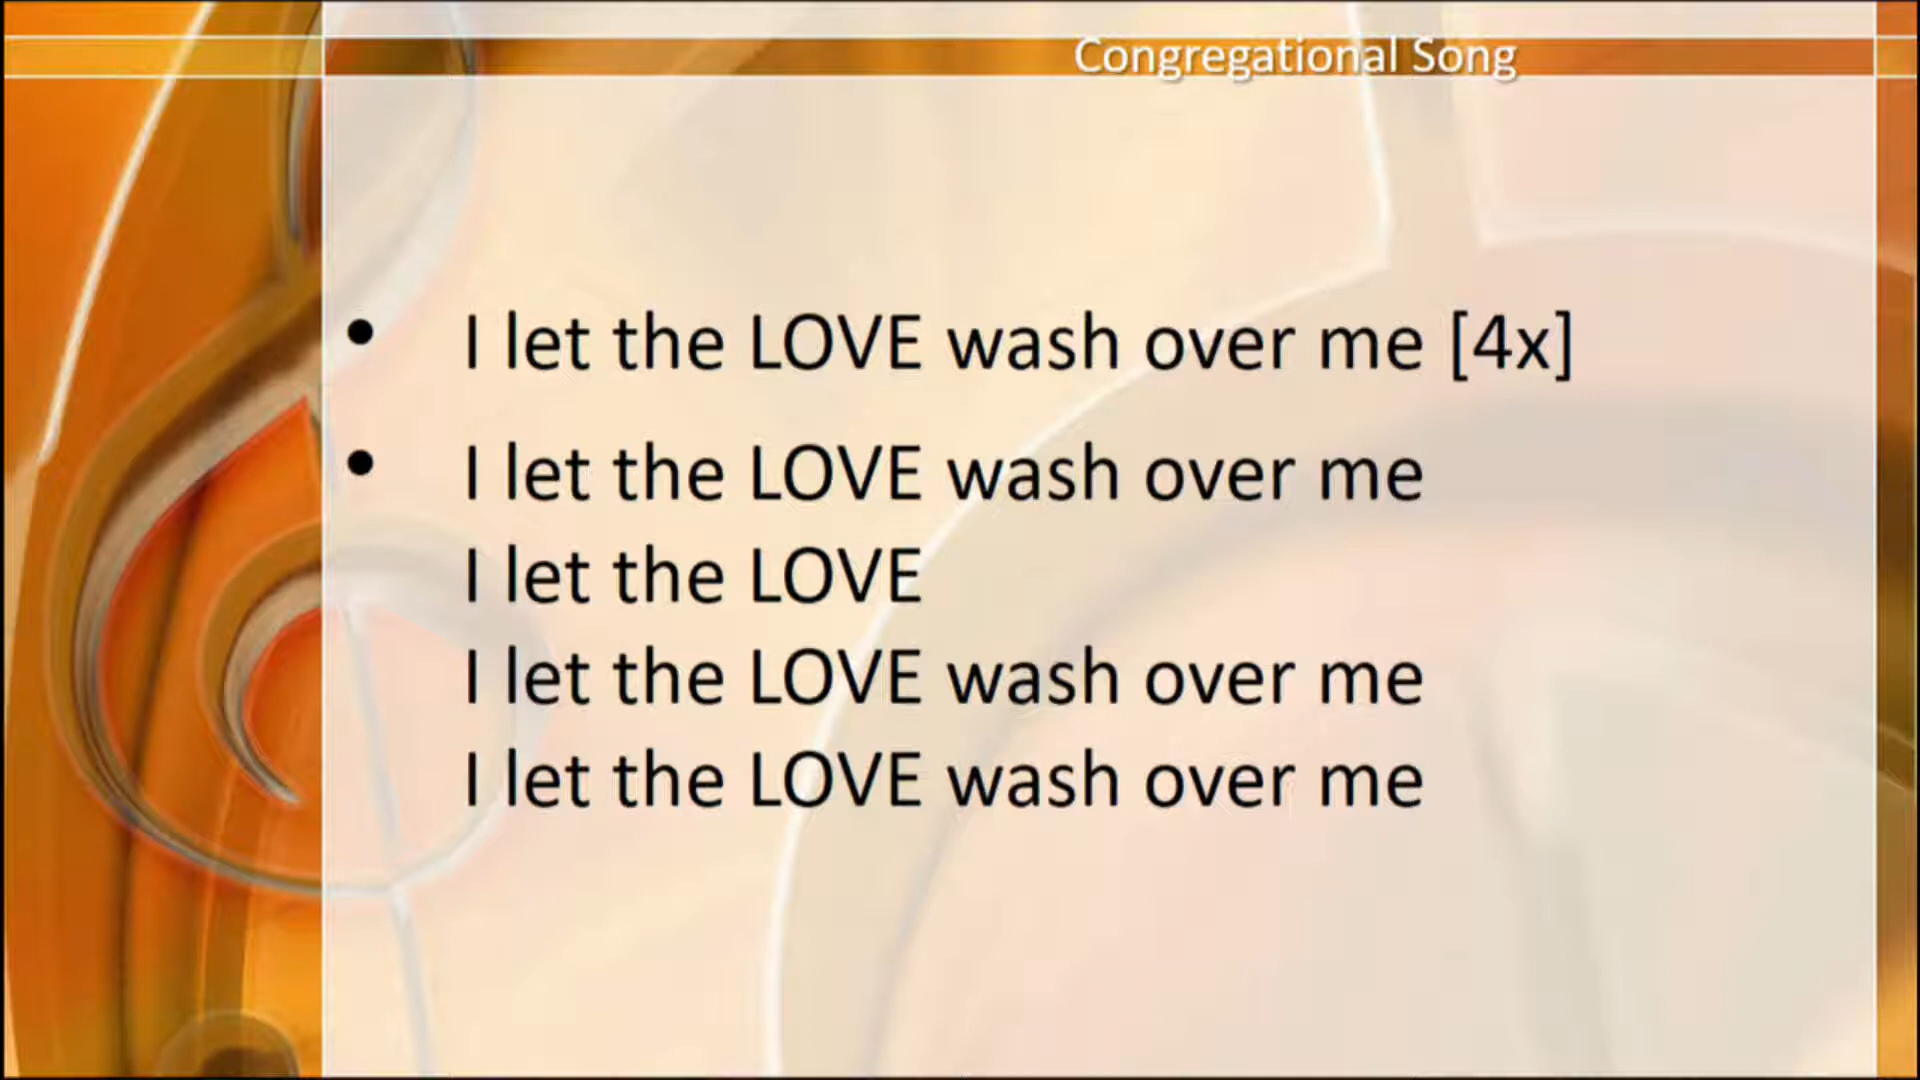 Congregational Song
• I let the LOVE wash over me [4x]
• I let the LOVE wash over me
I let the LOVE
I let the LOVE wash over me
I let the LOVE wash over me